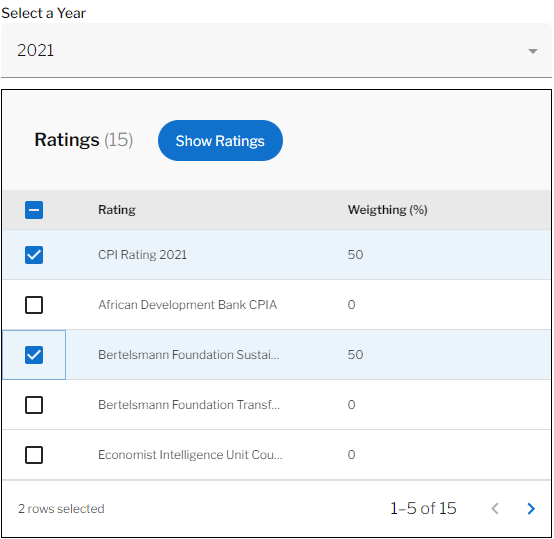 Select a Year
2021
Ratings (15) Show Ratings
Rating Weigthing (%)
CPI Rating 2021 50
African Development Bank CPIA 0
Bertelsmann Foundation Sustai... 50
Bertelsmann Foundation Transf... 0
Economist Intelligence Unit Cou... 0
2 rows selected 1–5 of 15